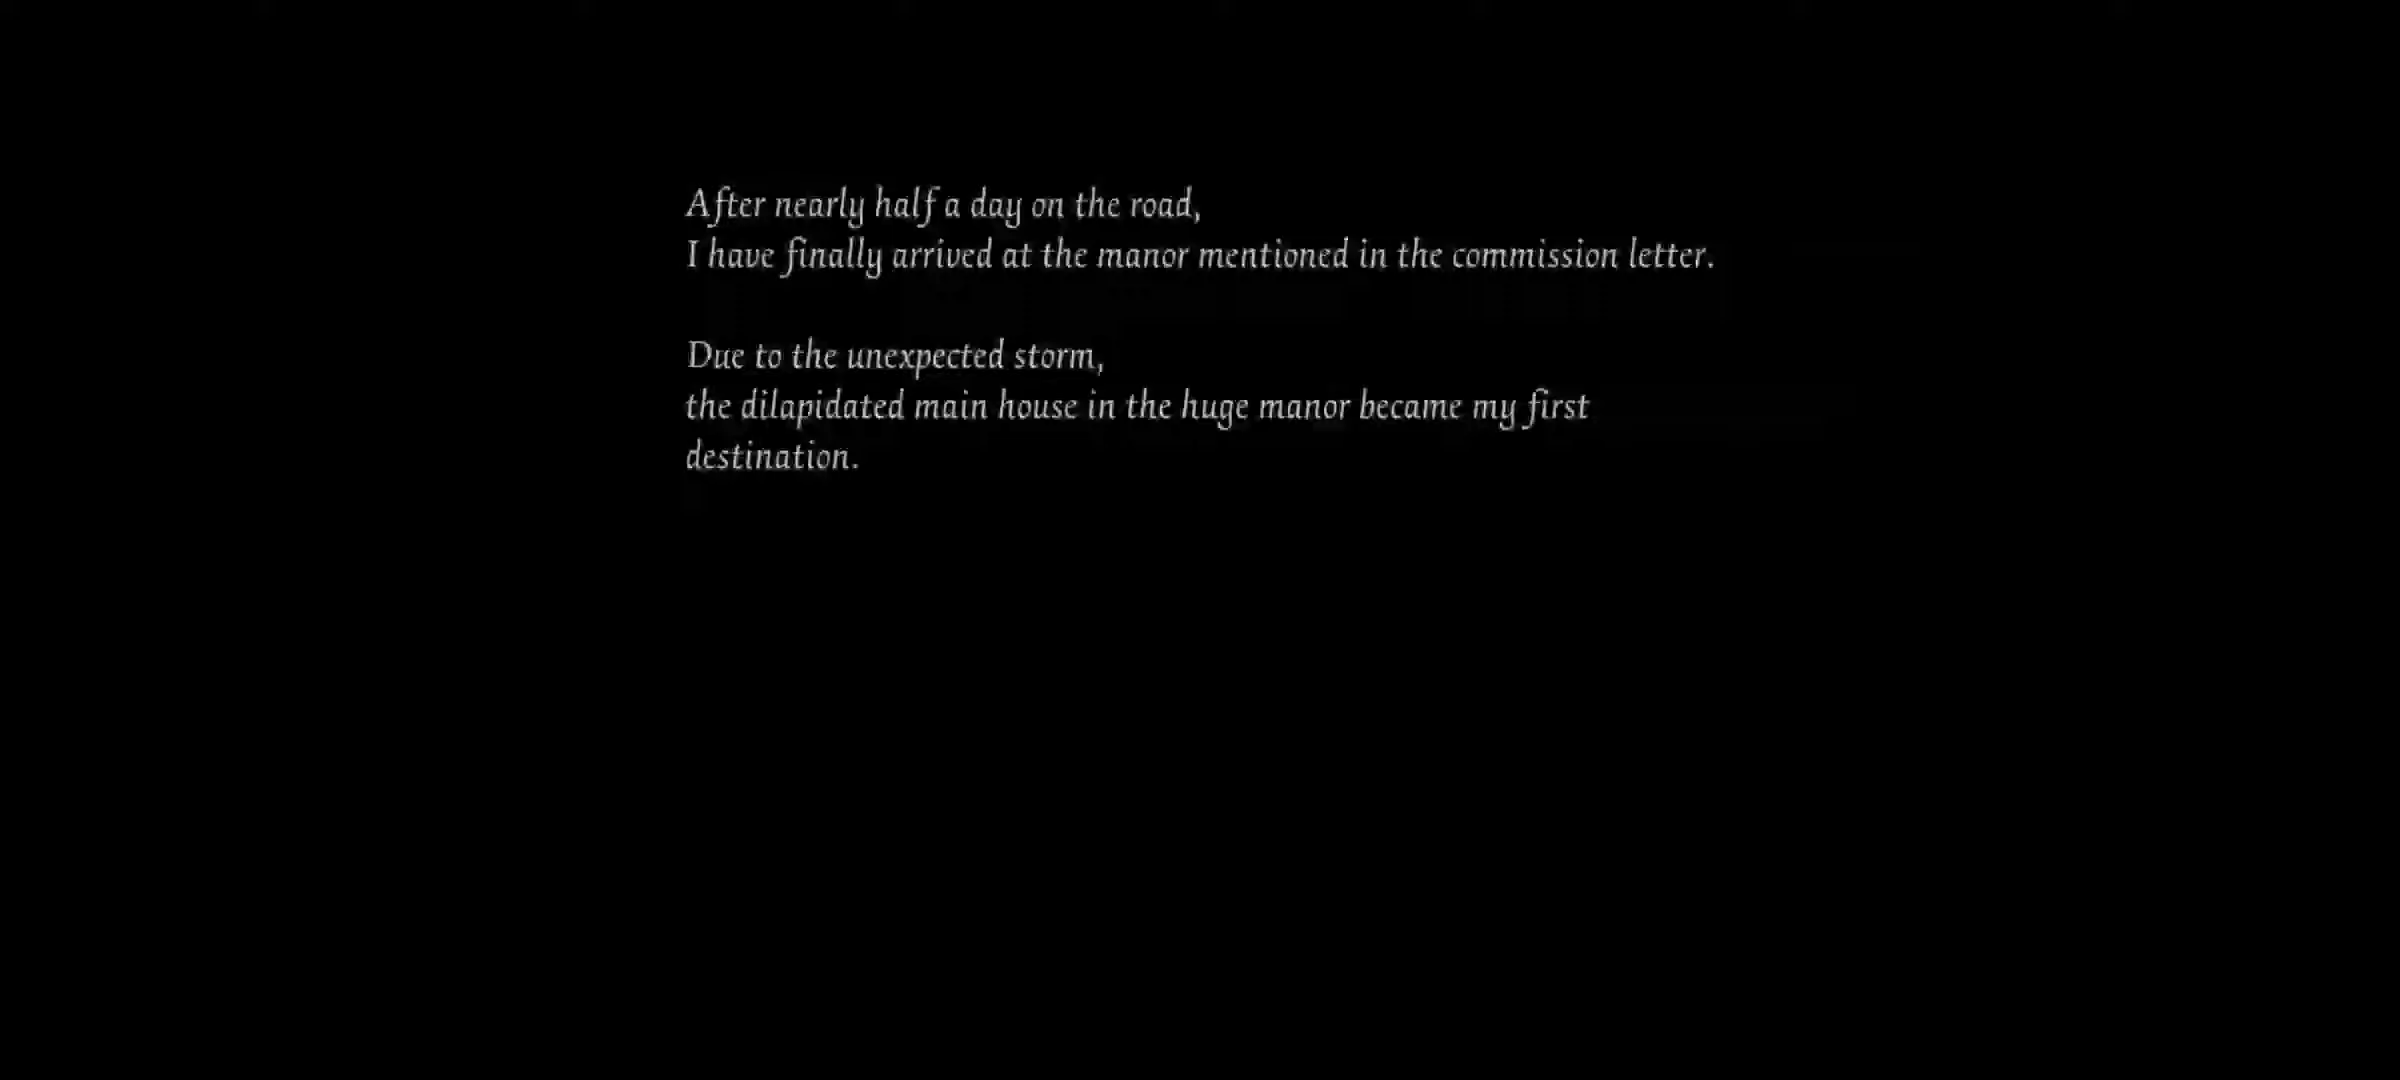 After nearly half a day on the road,
I have finally arrived at the manor mentioned in the commission letter.
Due to the unexpected storm,
the dilapidated main house in the huge manor became my first
destination.